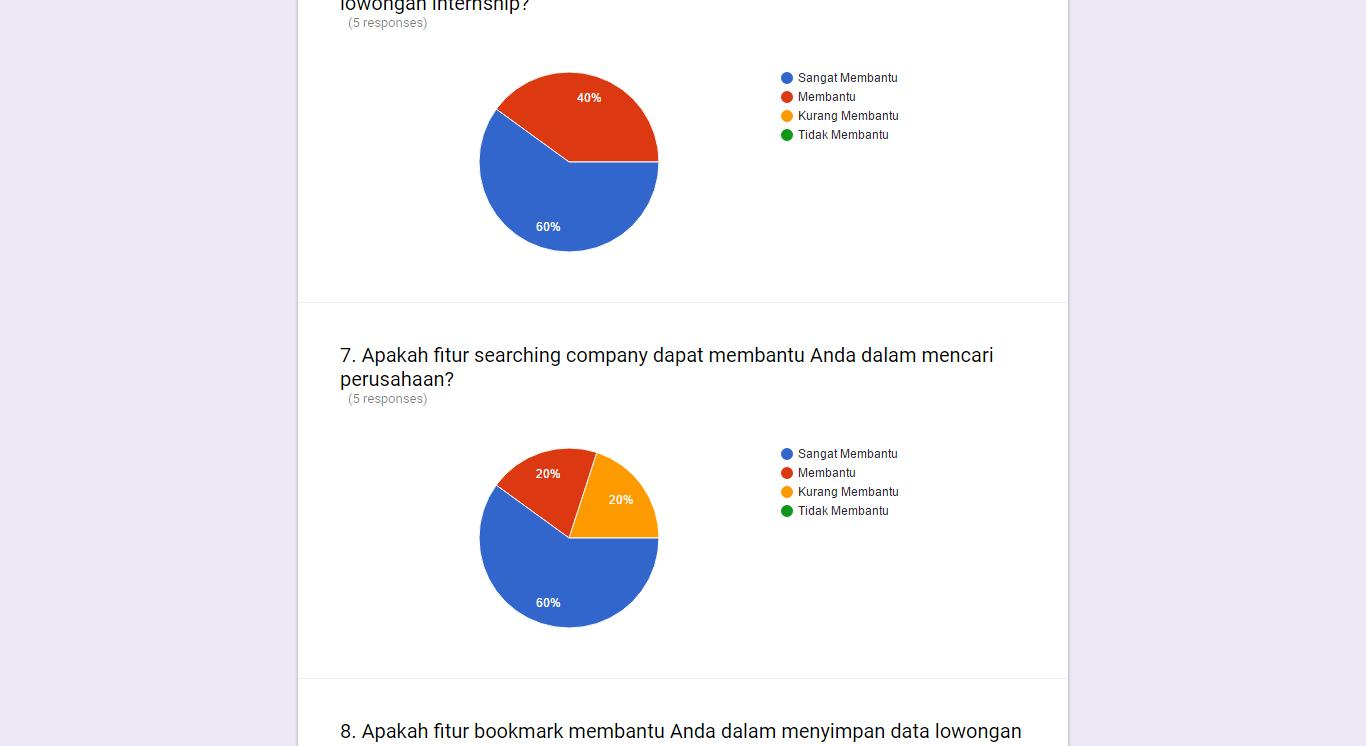 lowongan internship?
(5 responses)
40%
60%
Sangat Membantu
Membantu
Kurang Membantu
Tidak Membantu
7. Apakah fitur searching company dapat membantu Anda dalam mencari
perusahaan?
(5 responses)
20%
20%
60%
Sangat Membantu
Membantu
Kurang Membantu
Tidak Membantu
8. Apakah fitur bookmark membantu Anda dalam menyimpan data lowongan